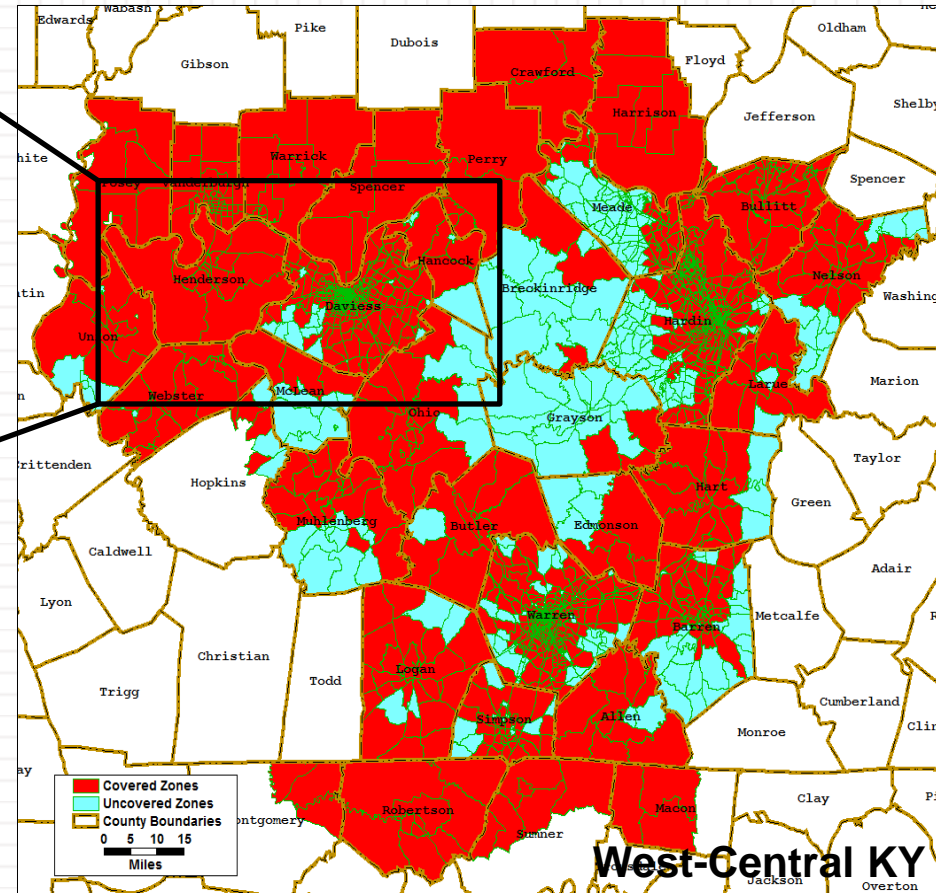 Edwards
Wabash
Pike
Dubois
Gibson
Floyd
Oldham
Crawford
Harrison
Jefferson
Shelby
hite
Warrick
Perry
Posey
Vanderburgh
Spencer
Spencer
Meade
Bullitt
Hancock
Henderson
Breckinridge
Nelson
Daviess
Washing
Hardin
Union
Webster
McLean
Larue
Marion
Ohio
Grayson
Crittenden
Hopkins
Taylor
Hart
Green
Muhlenberg
Butler
Edmonson
Caldwell
Adair
Lyon
Warren
Barren
Metcalfe
Christian
Logan
Trigg
Todd
Simpson
Allen
Cumberland
Clin
Monroe
ay
Covered Zones
Uncovered Zones
County Boundaries
0 5 10 15
Miles
ontgomery
Robertson
Sumner
Macon
Clay
Pi
West-Central KY
Jackson
Overton